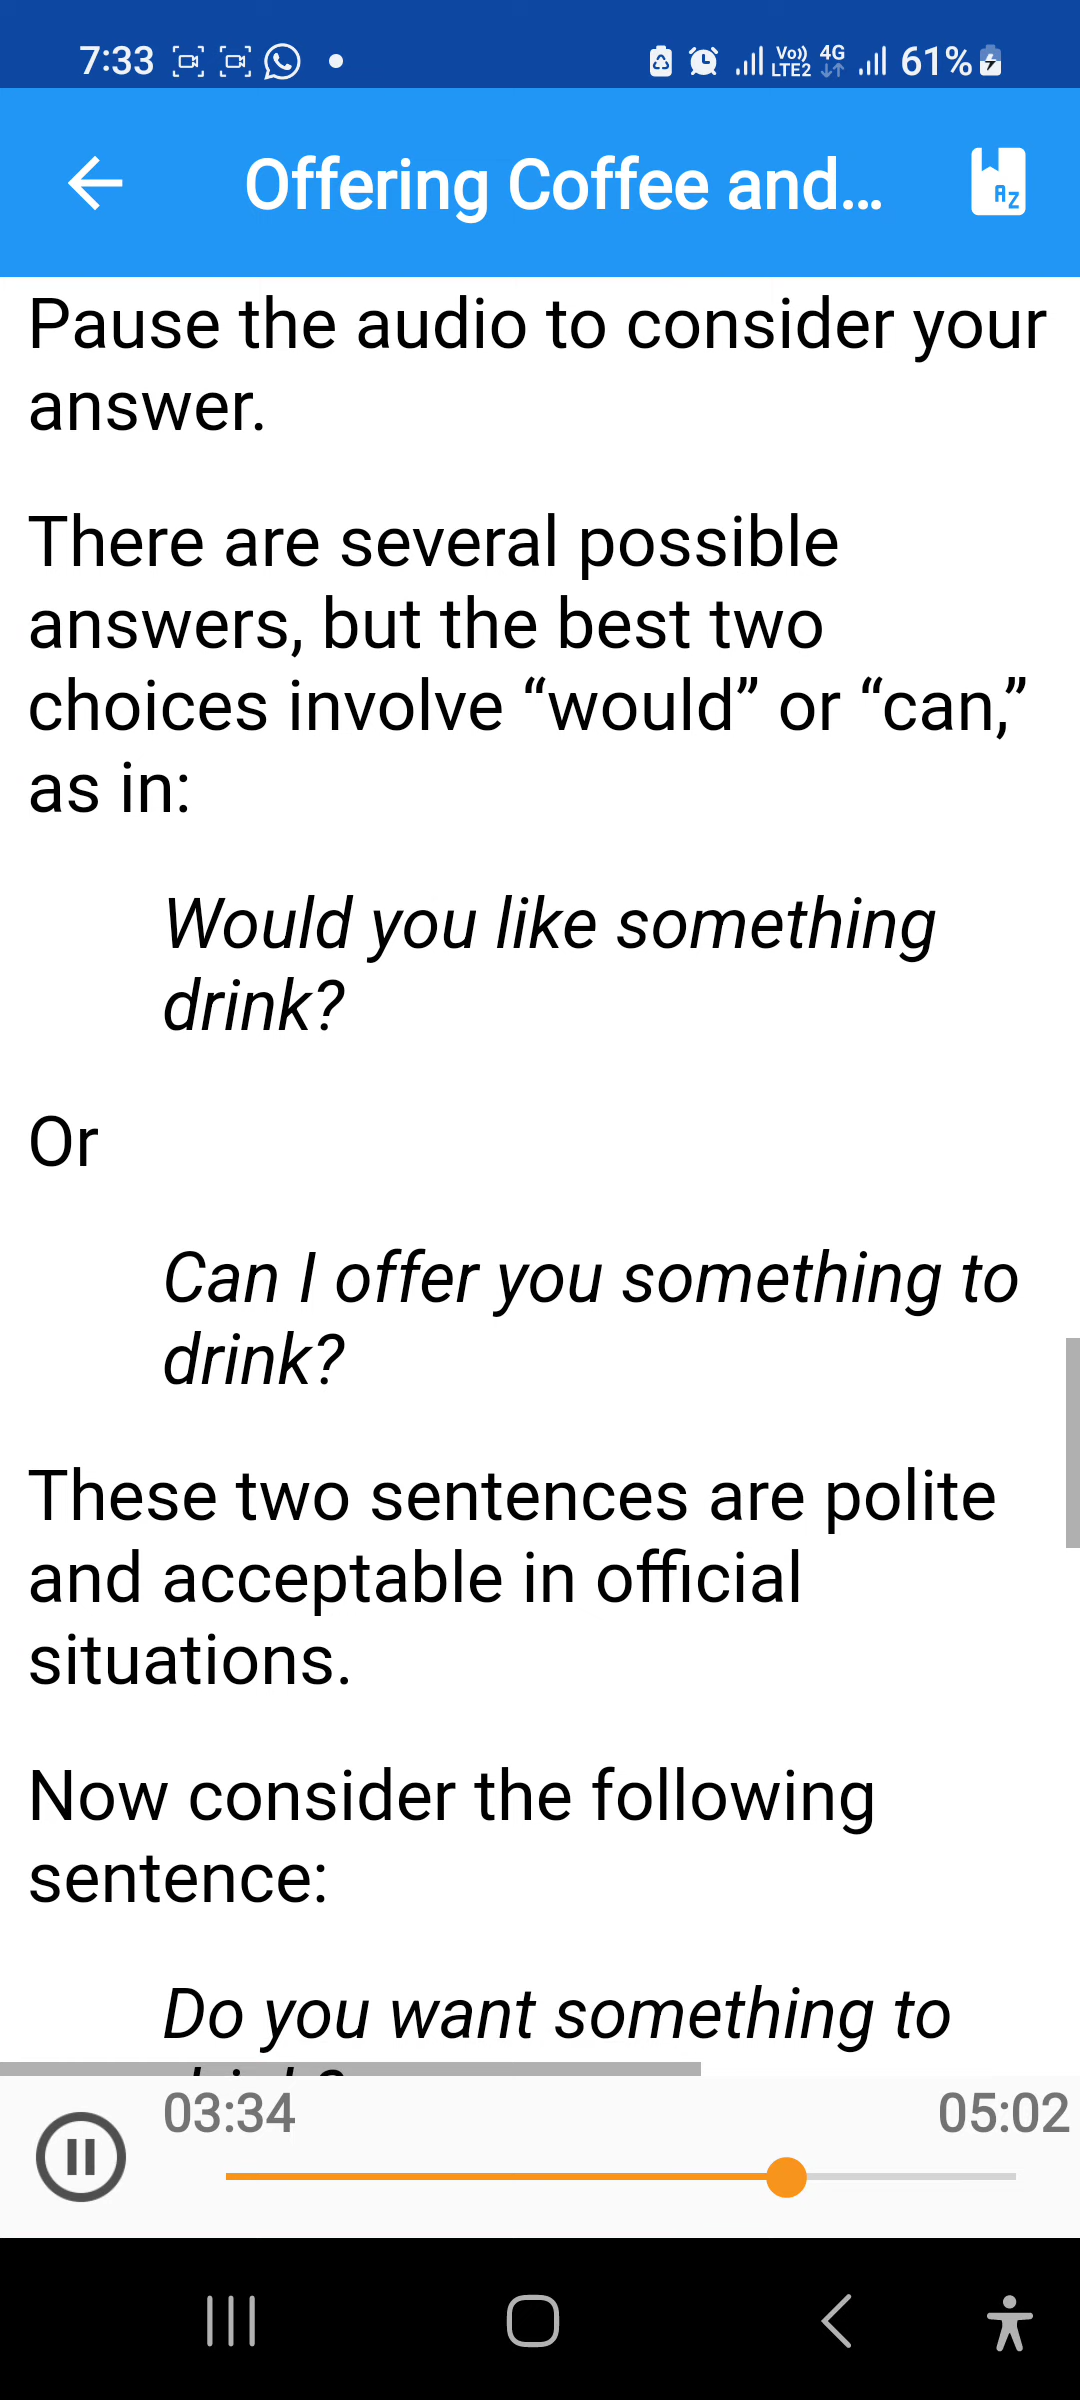 7:33
Vo)) 4G 61%
LTE2
Offering Coffee and...
AZ
Pause the audio to consider your
answer.
There are several possible
answers, but the best two
choices involve “would” or “can,”
as in:
Would you like something
drink?
Or
Can I offer you something to
drink?
These two sentences are polite
and acceptable in official
situations.
Now consider the following
sentence:
Do you want something to
03:34
05:02